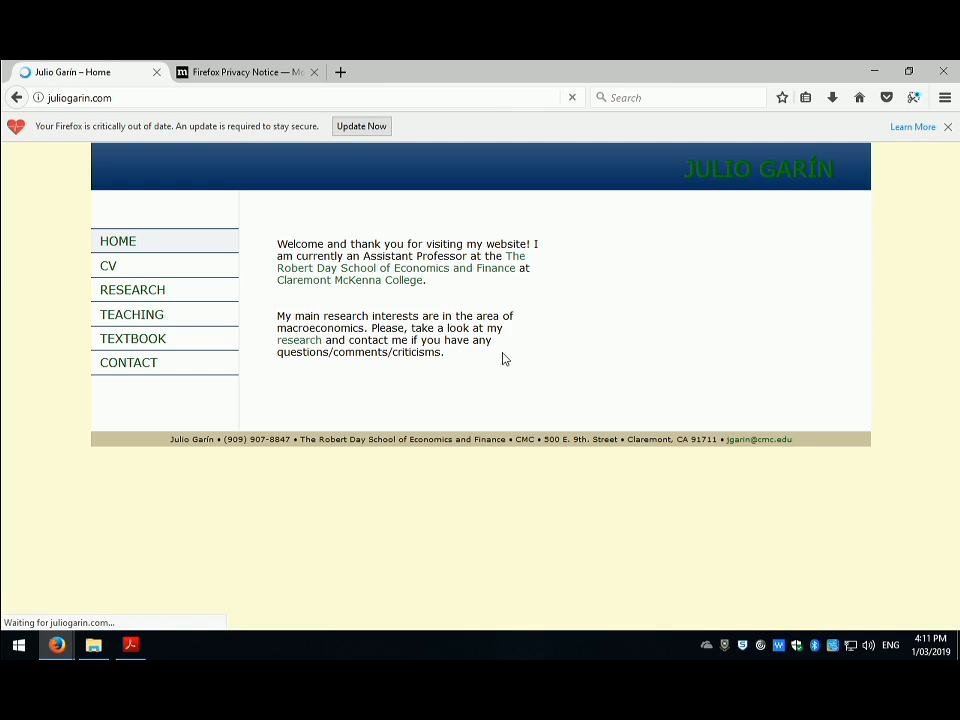 Julio Garín – Home
Firefox Privacy Notice — Mo
juliogarin.com
Search
Your Firefox is critically out of date. An update is required to stay secure.
Update Now
Learn More
JULIO GARÍN
HOME
CV
RESEARCH
TEACHING
TEXTBOOK
CONTACT
Welcome and thank you for visiting my website! I
am currently an Assistant Professor at the The
Robert Day School of Economics and Finance at
Claremont McKenna College.
My main research interests are in the area of
macroeconomics. Please, take a look at my
research and contact me if you have any
questions/comments/criticisms.
Julio Garín • (909) 907-8847 • The Robert Day School of Economics and Finance • CMC • 500 E. 9th. Street • Claremont, CA 91711 • jgarin@cmc.edu
Waiting for juliogarin.com...
ENG
4:11 PM
1/03/2019